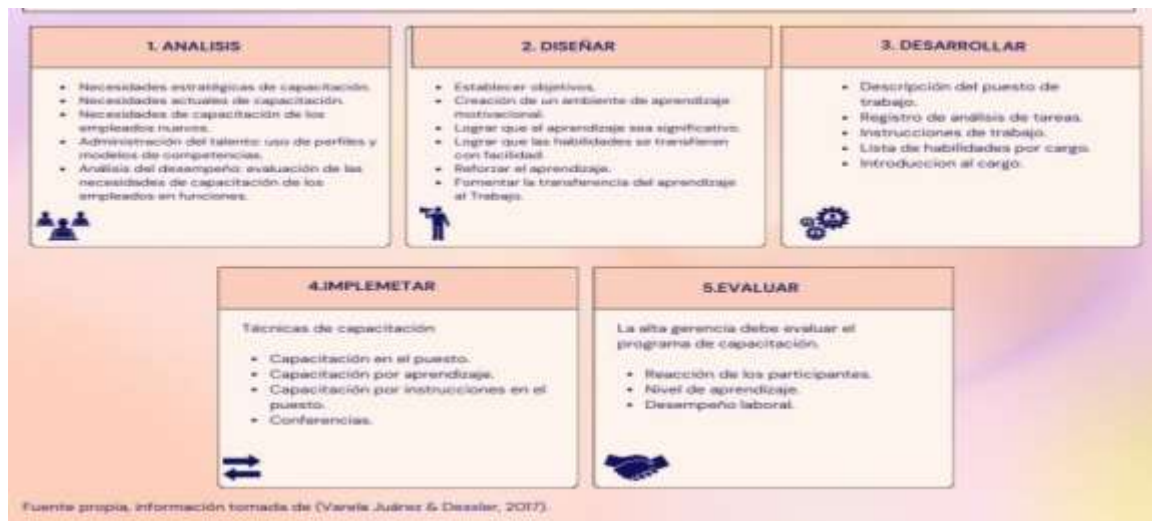 1. ANALISIS
• Necesidades estratégicas de capacitación.
• Necesidades actuales de capacitación.
• Necesidades de capacitación de los
empleados nuevos.
• Administración del talento: uso de perfiles y
modelos de competencias.
• Análisis del desempeño: evaluación de las
necesidades de capacitación de los
empleados en funciones.
2. DISEÑAR
• Establecer objetivos.
• Creación de un ambiente de aprendizaje
motivacional.
• Lograr que el aprendizaje sea significativo.
• Lograr que las habilidades se transfieran
con facilidad.
• Reforzar el aprendizaje.
• Fomentar la transferencia del aprendizaje
al Trabajo.
3. DESARROLLAR
• Descripción del puesto de
trabajo.
• Registro de análisis de tareas.
• Instrucciones de trabajo.
• Lista de habilidades por cargo.
• Introduccion al cargo.
4.IMPLEMETAR
Técnicas de capacitación
• Capacitación en el puesto.
• Capacitación por aprendizaje.
• Capacitación por instrucciones en el
puesto.
• Conferencias.
5.EVALUAR
La alta gerencia debe evaluar el
programa de capacitación.
• Reacción de los participantes.
• Nivel de aprendizaje.
• Desempeño laboral.
Fuente propia, información tomada de (Varela Juárez & Dessler, 2017).